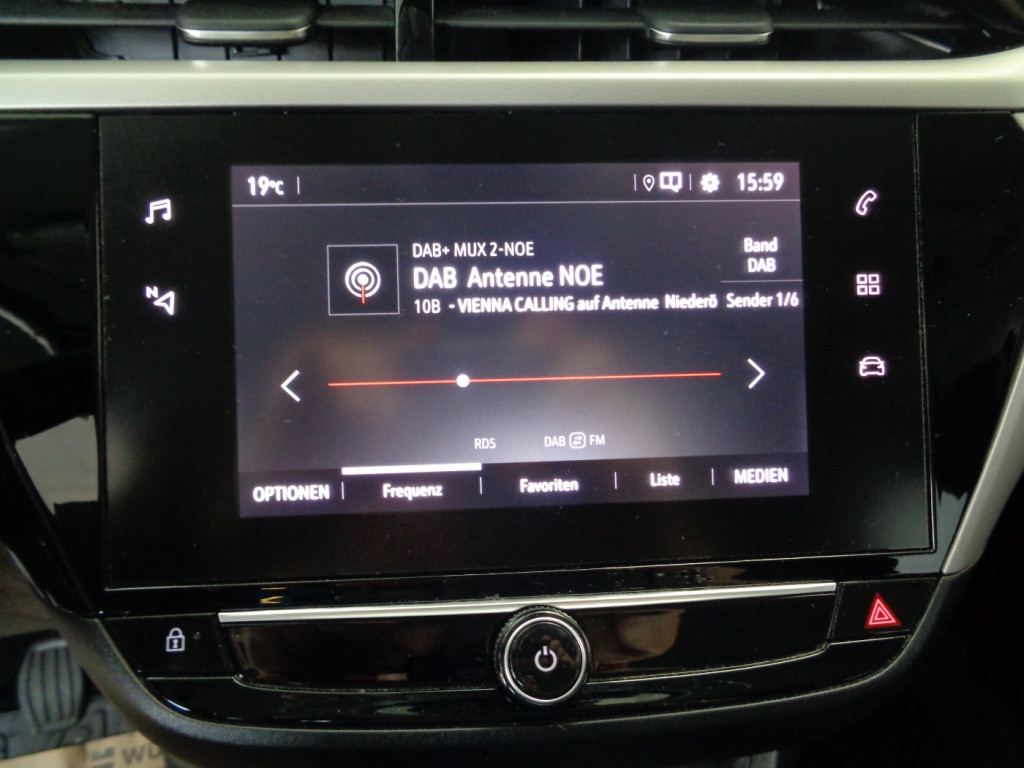 19°C 15:59
N
DAB+ MUX 2-NOE
DAB Antenne NOE
10B - VIENNA CALLING auf Antenne Niederö
Band
DAB
Sender 1/6
RDS DAB FM
OPTIONEN Frequenz Favoriten Liste MEDIEN